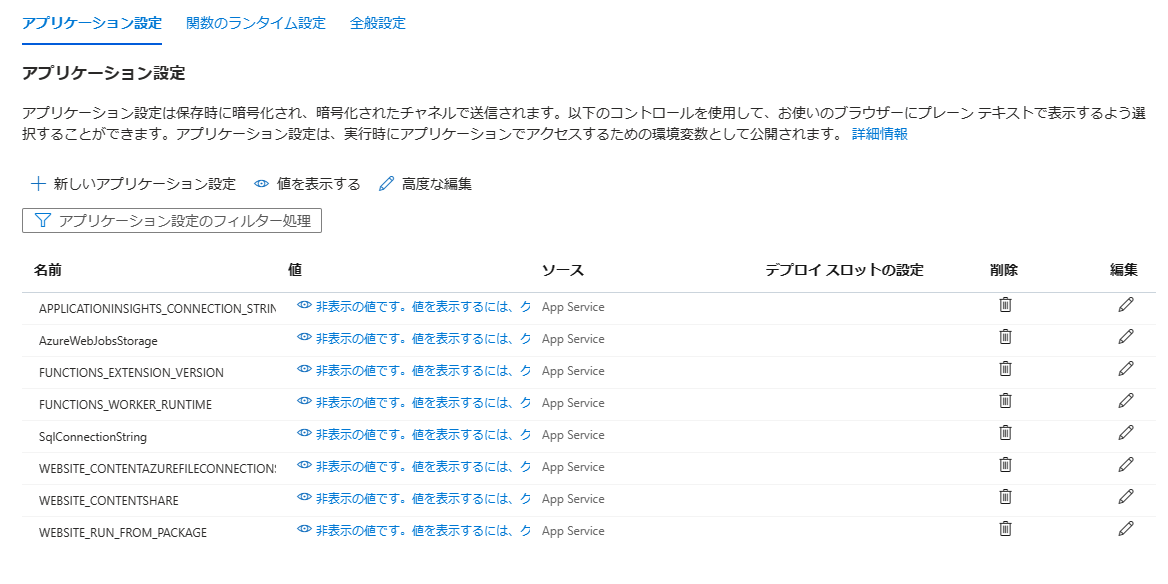 アプリケーション設定 関数のランタイム設定 全般設定
アプリケーション設定
アプリケーション設定は保存時に暗号化され、暗号化されたチャネルで送信されます。以下のコントロールを使用して、お使いのブラウザーにプレーン テキストで表示するよう選
択することができます。アプリケーション設定は、実行時にアプリケーションでアクセスするための環境変数として公開されます。 詳細情報
新しいアプリケーション設定 値を表示する 高度な編集
アプリケーション設定のフィルター処理
名前 値 ソース デプロイ スロットの設定 削除 編集
APPLICATIONINSIGHTS_CONNECTION_STRIN 非表示の値です。値を表示するには、ク App Service
AzureWebJobsStorage 非表示の値です。値を表示するには、ク App Service
FUNCTIONS_EXTENSION_VERSION 非表示の値です。値を表示するには、ク App Service
FUNCTIONS_WORKER_RUNTIME 非表示の値です。値を表示するには、ク App Service
SqlConnectionString 非表示の値です。値を表示するには、ク App Service
WEBSITE_CONTENTAZUREFILECONNECTIONS 非表示の値です。値を表示するには、ク App Service
WEBSITE_CONTENTSHARE 非表示の値です。値を表示するには、ク App Service
WEBSITE_RUN_FROM_PACKAGE 非表示の値です。値を表示するには、ク App Service